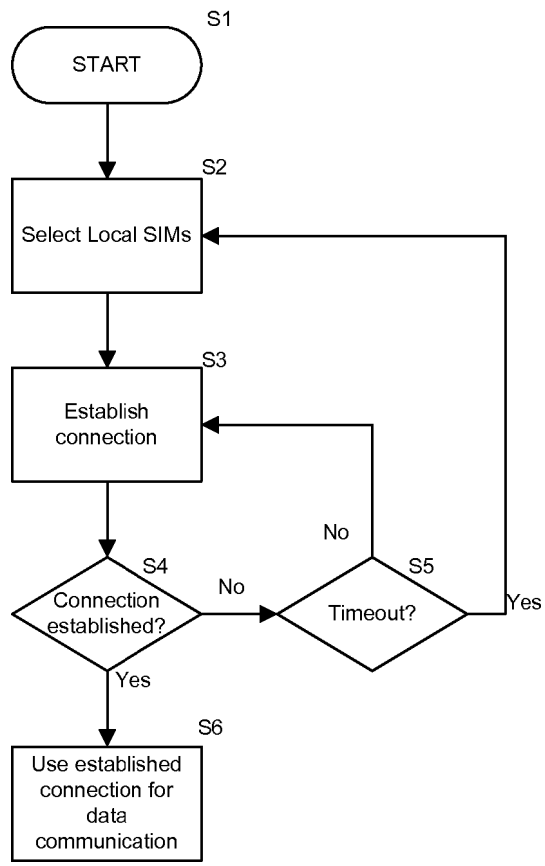 S1
START
S2
Select Local SIMs
S3
Establish
connection
No
S4
S5
No
Connection
established?
Timeout?
Yes
Yes
S6
Use established
connection for
data
communication